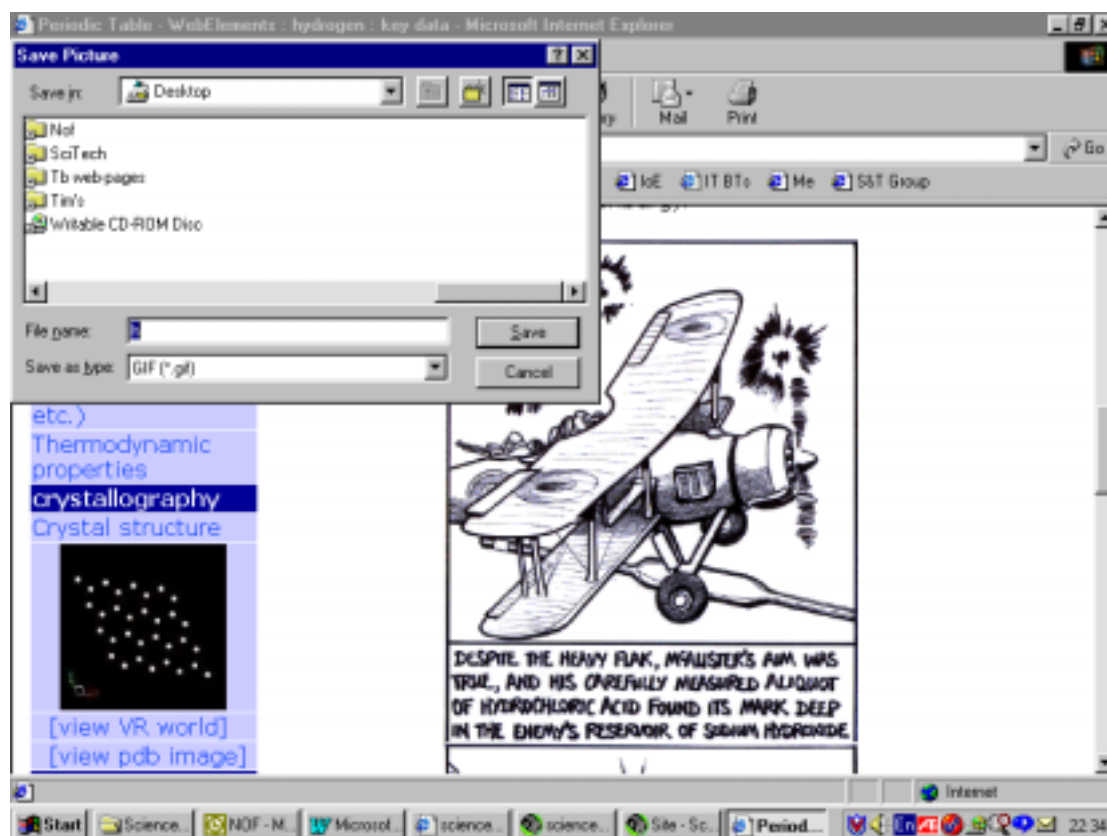 Periodic Table - WebElements : hydrogen : key data - Microsoft Internet Explorer
Save Picture
Save in:
Desktop
Mail
Print
Go
Nof
SciTech
Tb web-pages
Tim's
Writable CD-ROM Disc
IoE
IT BTs
Me
S&T Group
File name:
h
Save
Save as type:
GIF (*.gif)
Cancel
etc.)
Thermodynamic
properties
crystallography
Crystal structure
[view VR world]
[view pdb image]
DESPITE THE HEAVY FLAK, MCALISTER'S AIM WAS
TRUE, AND HIS CAREFULLY MEASURED ALIQUOT
OF HYDROCHLORIC ACID FOUND ITS MARK DEEP
IN THE ENEMY'S RESERVOIR OF SODIUM HYDROXIDE.
Internet
Start
Science...
NOF - M...
Microsof...
science...
science...
Site - Sc...
Period...
22:34